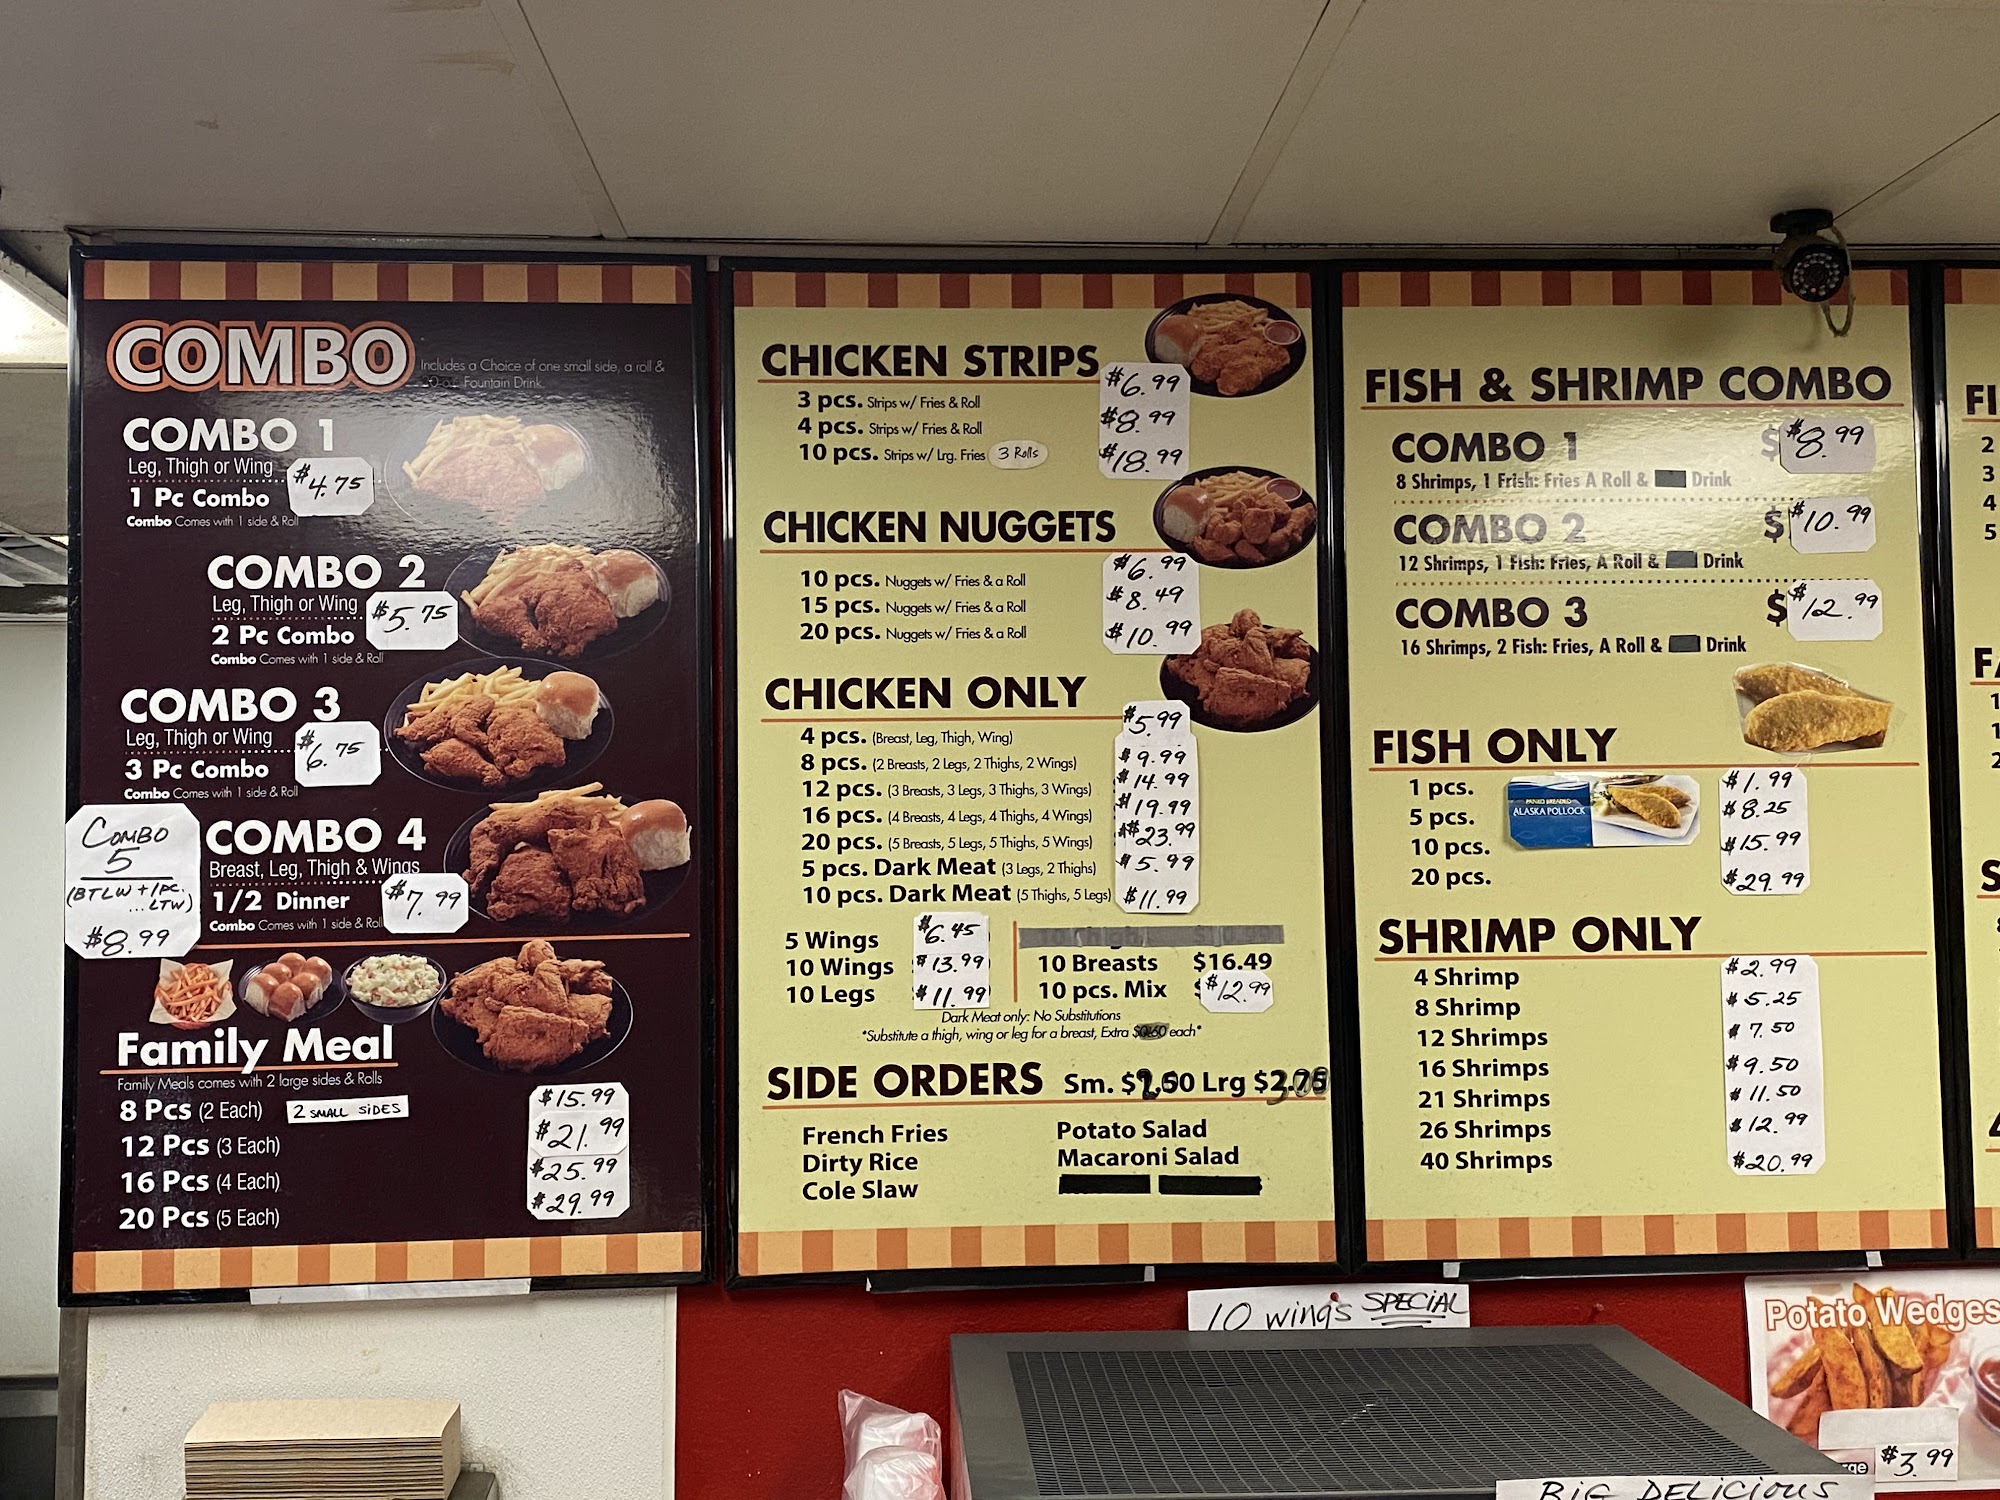 COMBO
Includes a Choice of one small side, a roll &
Fountain Drink.
COMBO 1
Leg, Thigh or Wing
1 Pc Combo
$4.75
Combo Comes with 1 side & Roll
COMBO 2
Leg, Thigh or Wing
2 Pc Combo
$5.75
Combo Comes with 1 side & Roll
COMBO 3
Leg, Thigh or Wing
3 Pc Combo
$6.75
Combo Comes with 1 side & Roll
COMBO 4
Breast, Leg, Thigh & Wings
1/2 Dinner
$7.99
Combo Comes with 1 side & Roll
COMBO
5
(BTLW + 1PC.
...LTW)
$8.99
Family Meal
Family Meals comes with 2 large sides & Rolls
8 Pcs (2 Each) 2 SMALL SIDES $15.99
12 Pcs (3 Each) $21.99
16 Pcs (4 Each) $25.99
20 Pcs (5 Each) $29.99
CHICKEN STRIPS
3 pcs. Strips w/ Fries & Roll $6.99
4 pcs. Strips w/ Fries & Roll $8.99
10 pcs. Strips w/ Lrg. Fries 3 Rolls $18.99
CHICKEN NUGGETS
10 pcs. Nuggets w/ Fries & a Roll $6.99
15 pcs. Nuggets w/ Fries & a Roll $8.49
20 pcs. Nuggets w/ Fries & a Roll $10.99
CHICKEN ONLY
4 pcs. (Breast, Leg, Thigh, Wing) $5.99
8 pcs. (2 Breasts, 2 Legs, 2 Thighs, 2 Wings) $9.99
12 pcs. (3 Breasts, 3 Legs, 3 Thighs, 3 Wings) $14.99
16 pcs. (4 Breasts, 4 Legs, 4 Thighs, 4 Wings) $19.99
20 pcs. (5 Breasts, 5 Legs, 5 Thighs, 5 Wings) $23.99
5 pcs. Dark Meat (3 Legs, 2 Thighs) $5.99
10 pcs. Dark Meat (5 Thighs, 5 Legs) $11.99
5 Wings $6.45
10 Wings $13.99
10 Legs $11.99
10 Breasts $16.49
10 pcs. Mix $12.99
Dark Meat only: No Substitutions
*Substitute a thigh, wing or leg for a breast, Extra each*
SIDE ORDERS Sm. Lrg
French Fries
Dirty Rice
Cole Slaw
Potato Salad
Macaroni Salad
FISH & SHRIMP COMBO
COMBO 1 $8.99
8 Shrimps, 1 Frish: Fries A Roll & Drink
COMBO 2 $10.99
12 Shrimps, 1 Fish: Fries, A Roll & Drink
COMBO 3 $12.99
16 Shrimps, 2 Fish: Fries, A Roll & Drink
FISH ONLY
1 pcs. $1.99
5 pcs. $8.25
10 pcs. $15.99
20 pcs. $29.99
PANKO BREADED
ALASKA POLLOCK
SHRIMP ONLY
4 Shrimp $2.99
8 Shrimp $5.25
12 Shrimps $7.50
16 Shrimps $9.50
21 Shrimps $11.50
26 Shrimps $12.99
40 Shrimps $20.99
10 wings SPECIAL
Potato Wedges
$3.99
BIG DELICIOUS